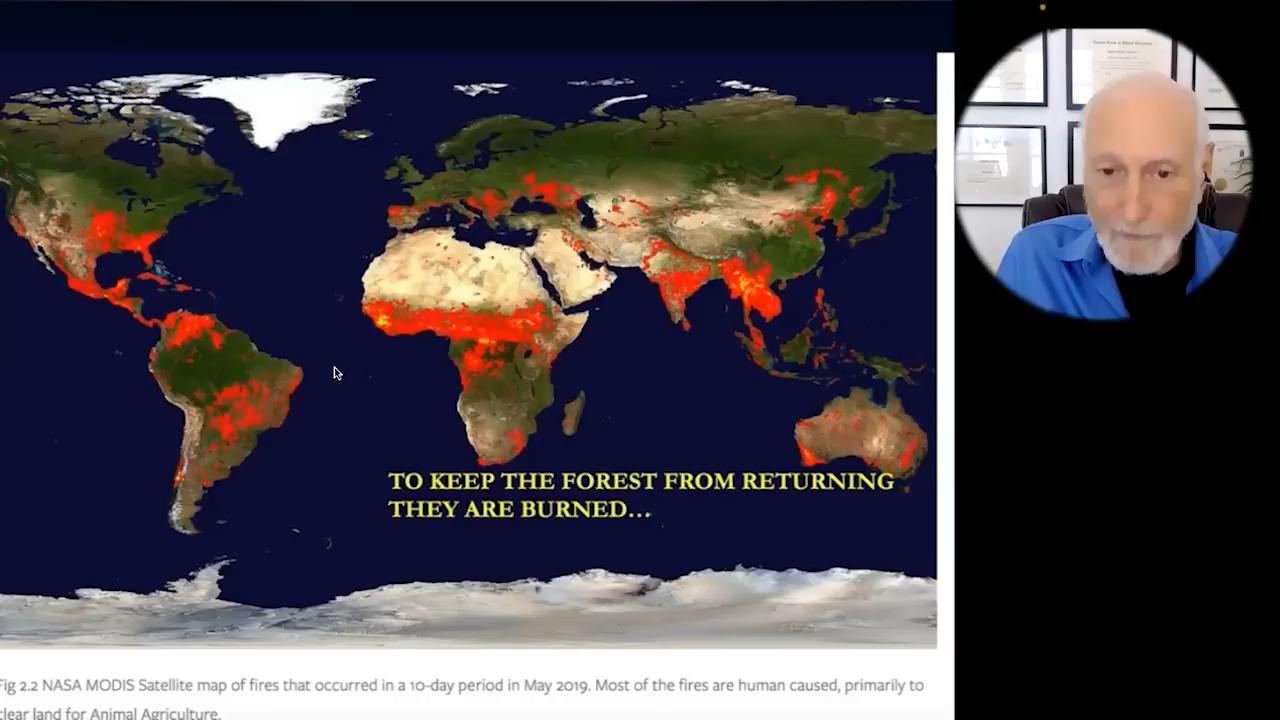 TO KEEP THE FOREST FROM RETURNING
THEY ARE BURNED...
Fig 2.2 NASA MODIS Satellite map of fires that occurred in a 10-day period in May 2019. Most of the fires are human caused, primarily to
clear land for Animal Agriculture.